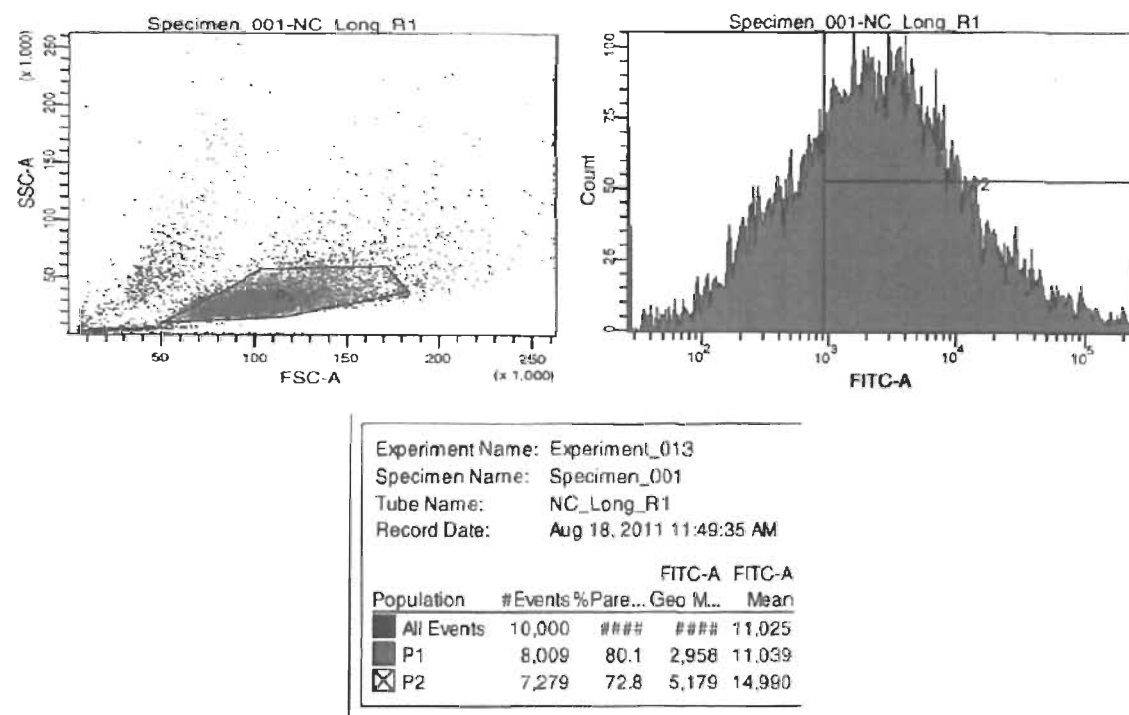 Specimen_001-NC_Long_R1
(x 1,000)
250
200
150
100
50
SSC-A
50 100 150 200 250
(x 1,000)
FSC-A
Specimen_001-NC_Long_R1
100
75
50
25
0
Count
10^2 10^3 10^4 10^5
FITC-A
Experiment Name: Experiment_013
Specimen Name: Specimen_001
Tube Name: NC_Long_R1
Record Date: Aug 18, 2011 11:49:35 AM
FITC-A FITC-A
Population #Events %Pare... Geo M... Mean
All Events 10,000 #### #### 11,025
P1 8,009 80.1 2,958 11,039
P2 7,279 72.8 5,179 14,990